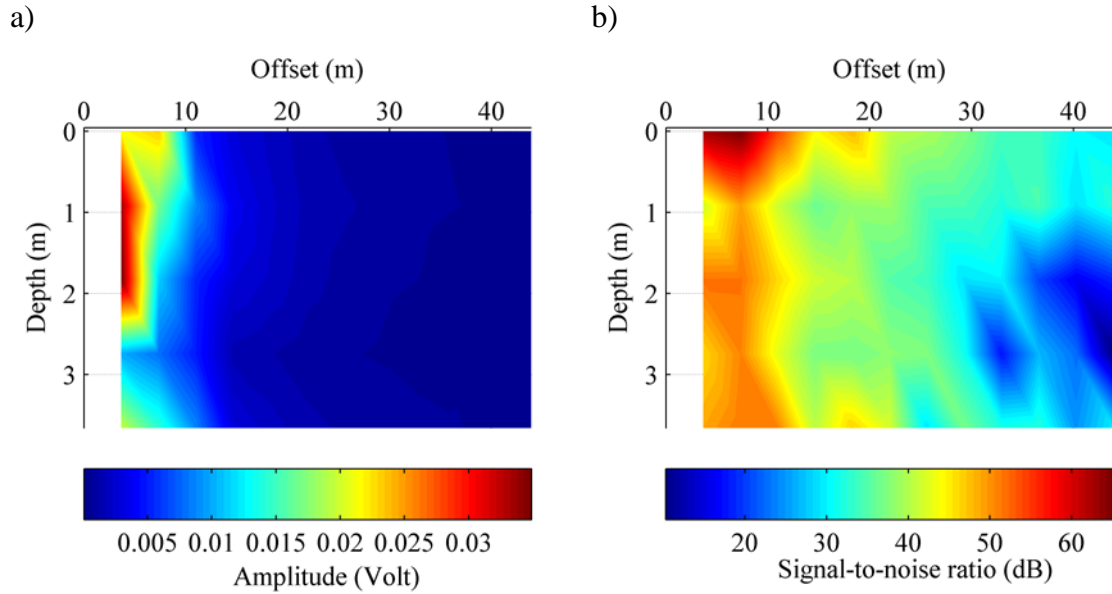 a)
Offset (m)
0 10 20 30 40
0
1
2
3
Depth (m)
0.005 0.01 0.015 0.02 0.025 0.03
Amplitude (Volt)
b)
Offset (m)
0 10 20 30 40
0
1
2
3
Depth (m)
20 30 40 50 60
Signal-to-noise ratio (dB)